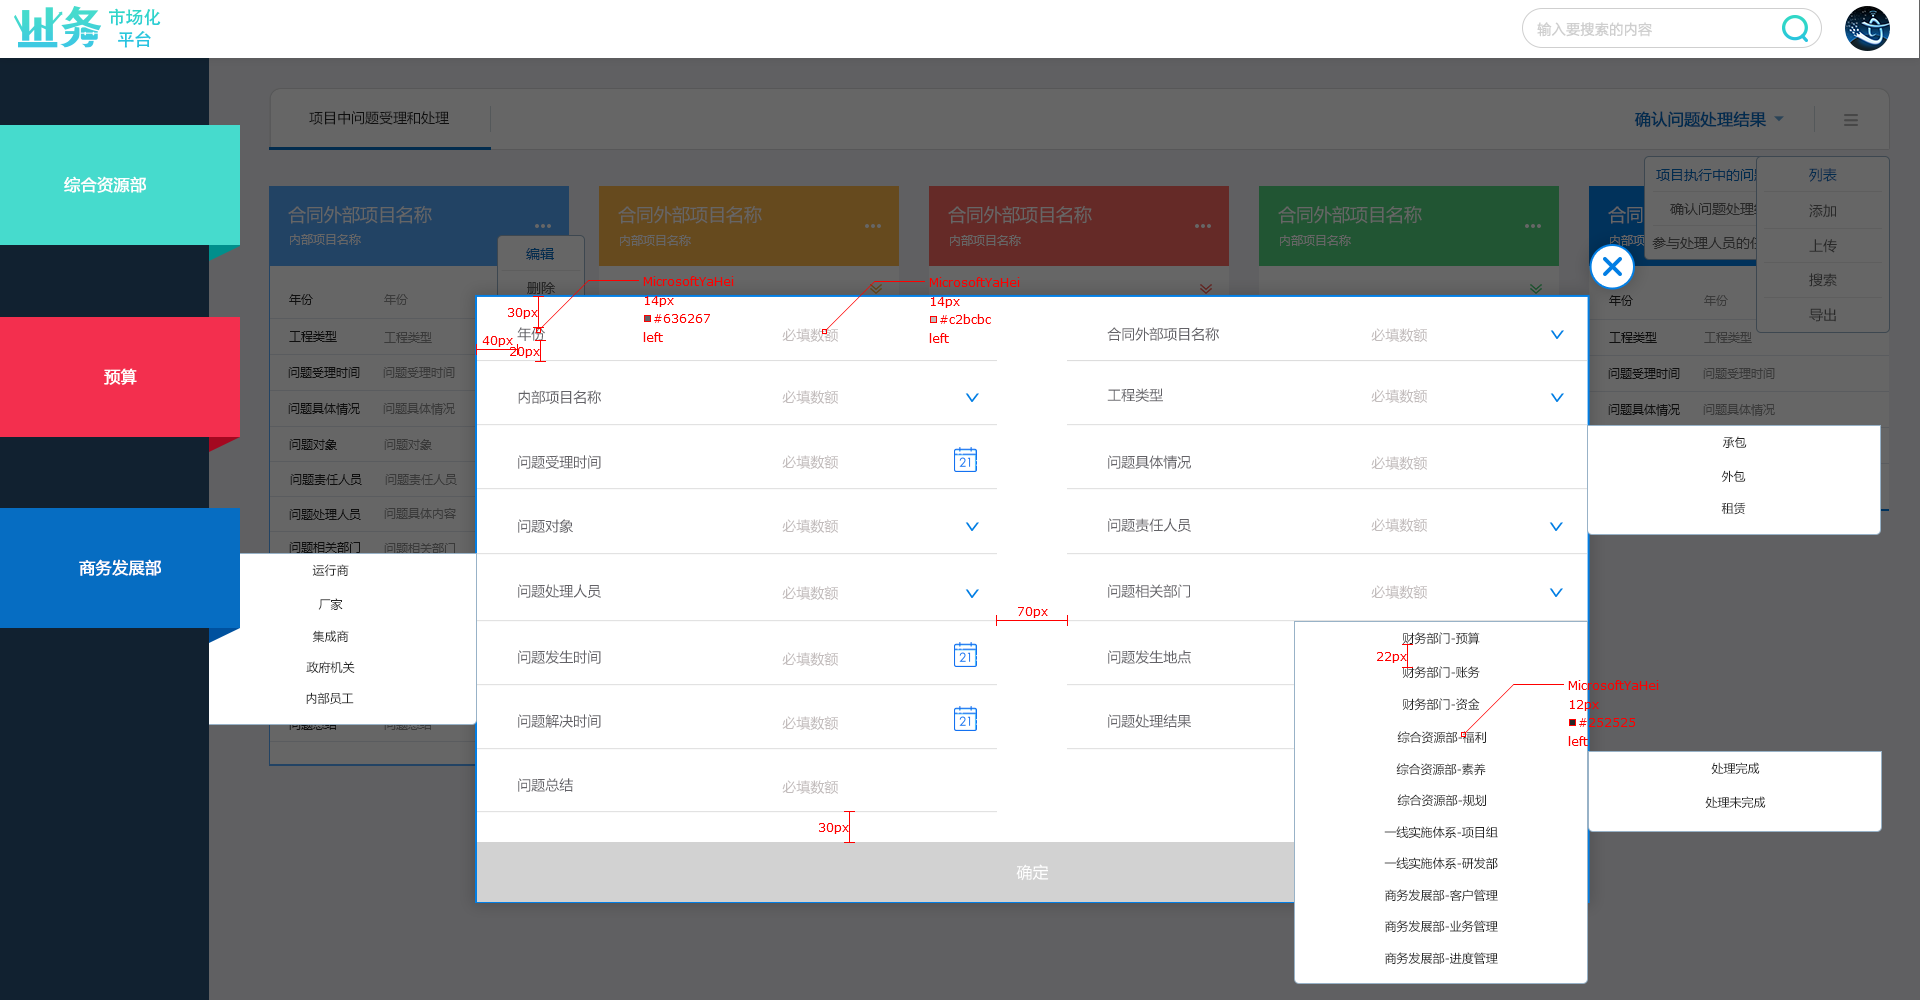 业务 市场化
平台
输入要搜索的内容
综合资源部
预算
商务发展部
项目中问题受理和处理
确认问题处理结果
合同外部项目名称
内部项目名称
合同外部项目名称
内部项目名称
合同外部项目名称
内部项目名称
合同外部项目名称
内部项目名称
编辑
删除
项目执行中的问
确认问题处理
参与处理人员的
列表
添加
上传
搜索
导出
年份 年份
工程类型 工程类型
问题受理时间 问题受理时间
问题具体情况 问题具体情况
问题对象 问题对象
问题责任人员 问题责任人员
问题处理人员 问题具体内容
问题相关部门 问题相关部门
年份 年份
工程类型 工程类型
问题受理时间 问题受理时间
问题具体情况 问题具体情况
MicrosoftYaHei
14px
#636267
left
MicrosoftYaHei
14px
#c2bcbc
left
30px
40px
20px
年份 必填数额
合同外部项目名称 必填数额
内部项目名称 必填数额
工程类型 必填数额
问题受理时间 必填数额 21
问题具体情况 必填数额
问题对象 必填数额
问题责任人员 必填数额
问题处理人员 必填数额
问题相关部门 必填数额
70px
问题发生时间 必填数额 21
问题发生地点
问题解决时间 必填数额 21
问题处理结果
问题总结 必填数额
30px
确定
承包
外包
租赁
运行商
厂家
集成商
政府机关
内部员工
财务部门-预算
22px
财务部门-账务
财务部门-资金
综合资源部-福利
综合资源部-素养
综合资源部-规划
一线实施体系-项目组
一线实施体系-研发部
商务发展部-客户管理
商务发展部-业务管理
商务发展部-进度管理
MicrosoftYaHei
12px
#252525
left
处理完成
处理未完成